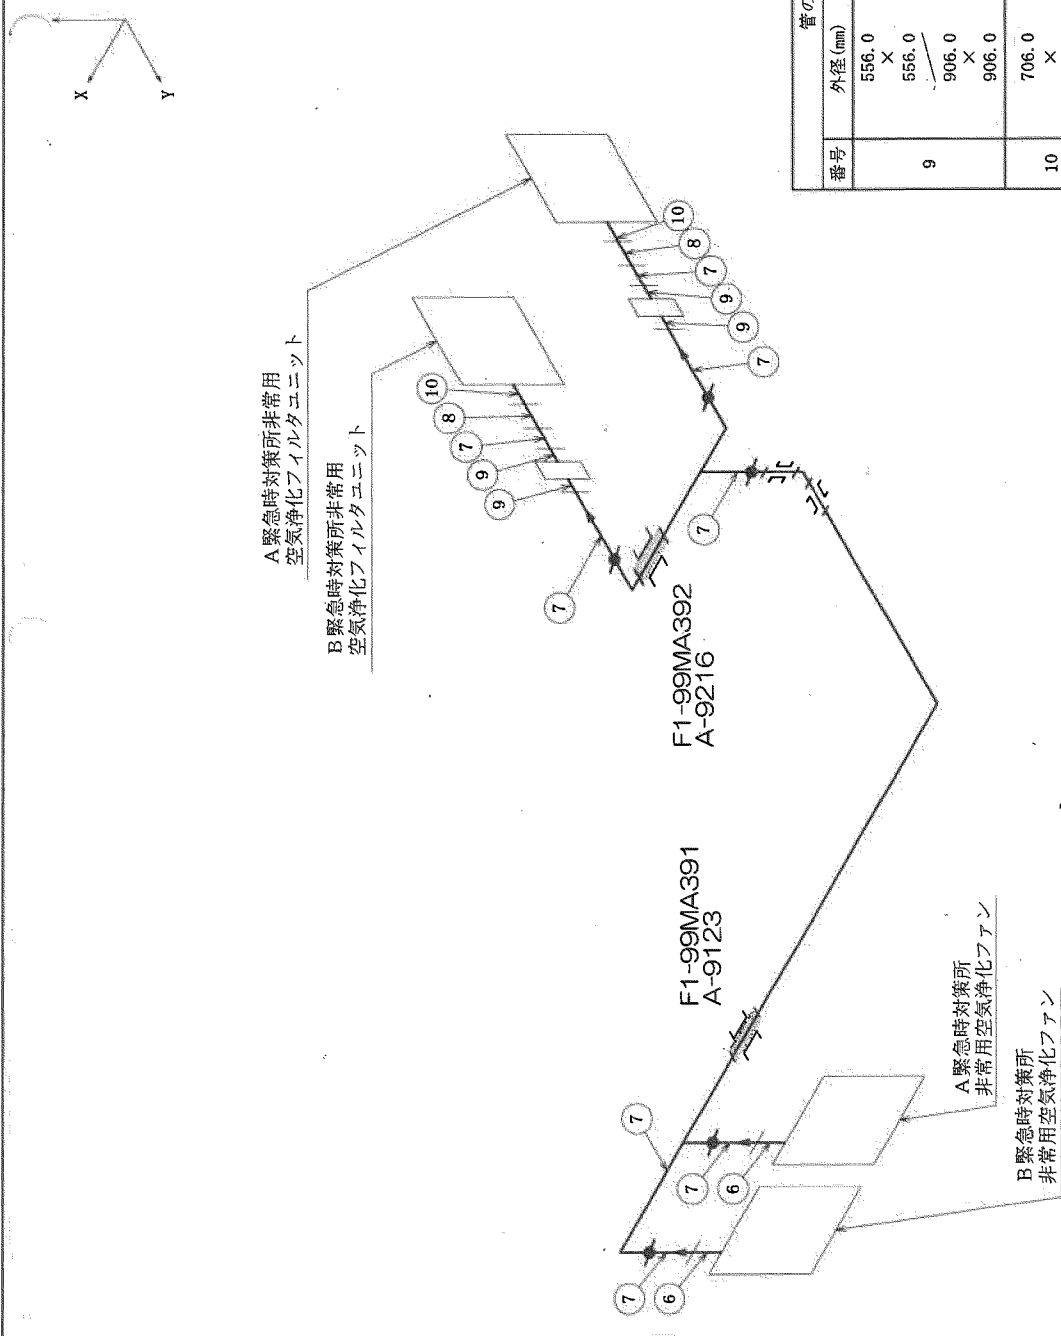 X
Y
管の
番号
外径(mm)
9
556.0
×
556.0
／
906.0
×
906.0
10
706.0
×
A緊急時対策所非常用
空気浄化フィルタユニット
B緊急時対策所非常用
空気浄化フィルタユニット
10
8
7
9
9
7
10
8
7
9
9
7
7
F1-99MA392
A-9216
F1-99MA391
A-9123
7
7
6
7
6
A緊急時対策所
非常用空気浄化ファン
B緊急時対策所
非常用空気浄化ファン